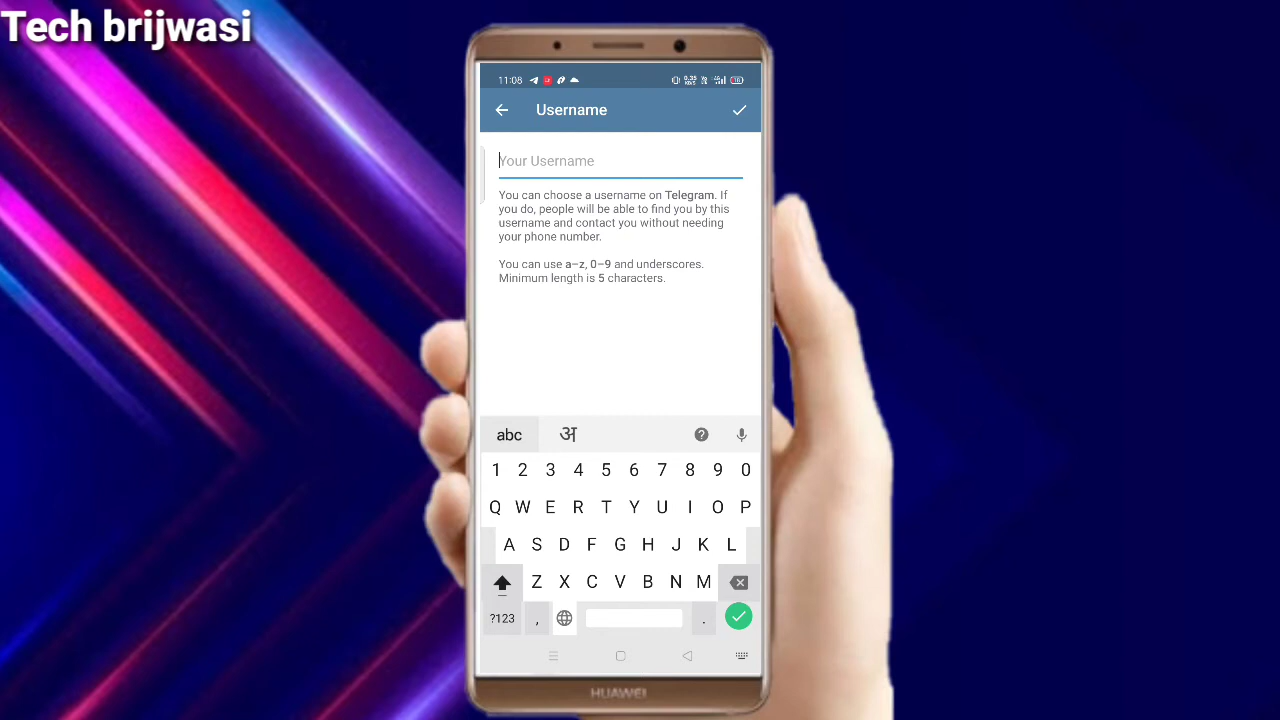 Tech brijwasi
11:08
Username
Your Username
You can choose a username on Telegram. If
you do, people will be able to find you by this
username and contact you without needing
your phone number.
You can use a–z, 0–9 and underscores.
Minimum length is 5 characters.
abc अ
1 2 3 4 5 6 7 8 9 0
Q W E R T Y U I O P
A S D F G H J K L
Z X C V B N M
?123 , .
HUAWEI